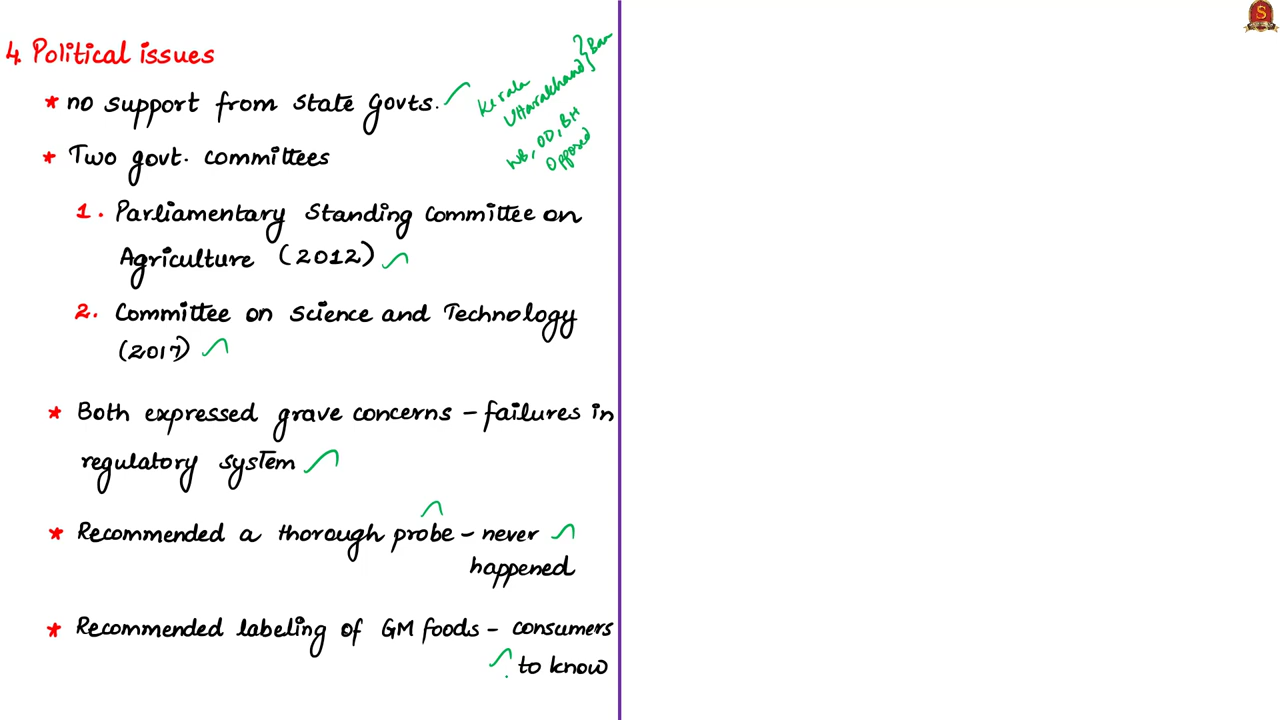 4. Political issues
* no support from state govts.
Kerala
Uttarakhand } Ban
WB, OD, BH
opposed
* Two govt. committees
1. Parliamentary standing committee on
Agriculture (2012)
2. Committee on science and Technology
(2017)
* Both expressed grave concerns - failures in
regulatory system
* Recommended a thorough probe - never
happened
* Recommended labeling of GM foods - consumers
to know